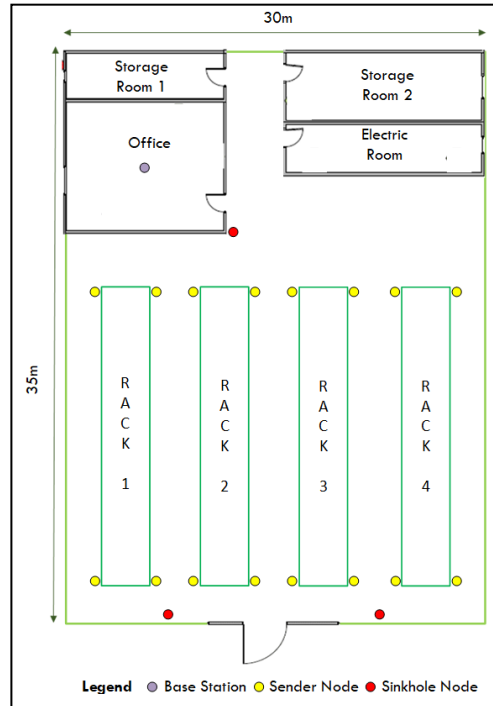 30m
Storage
Room 1
Storage
Room 2
Office
Electric
Room
35m
R
A
C
K
1
R
A
C
K
2
R
A
C
K
3
R
A
C
K
4
Legend Base Station Sender Node Sinkhole Node